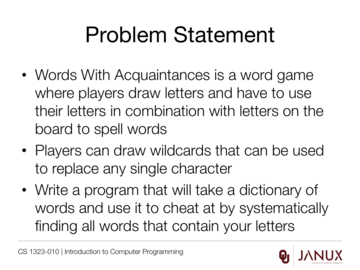 Problem Statement
• Words With Acquaintances is a word game
where players draw letters and have to use
their letters in combination with letters on the
board to spell words
• Players can draw wildcards that can be used
to replace any single character
• Write a program that will take a dictionary of
words and use it to cheat at by systematically
finding all words that contain your letters
CS 1323-010 | Introduction to Computer Programming
JANUX